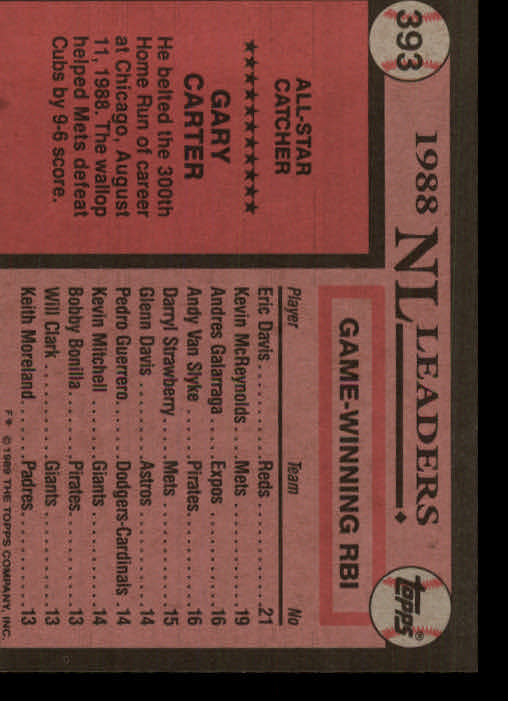 393
1988 NL LEADERS
TOPPS®
ALL-STAR
CATCHER
★★★★★★★★★★★
GARY
CARTER
He belted the 300th
Home Run of career
at Chicago, August
11, 1988. The wallop
helped Mets defeat
Cubs by 9-6 score.
GAME-WINNING RBI
Player Team No
Eric Davis..........Reds..........21
Kevin McReynolds...Mets..........19
Andres Galarraga...Expos..........16
Andy Van Slyke.....Pirates..........16
Darryl Strawberry....Mets..........15
Glenn Davis........Astros..........14
Pedro Guerrero.....Dodgers-Cardinals.14
Kevin Mitchell......Giants..........14
Bobby Bonilla......Pirates..........13
Will Clark..........Giants..........13
Keith Moreland.....Padres..........13
F* © 1989 THE TOPPS COMPANY, INC.